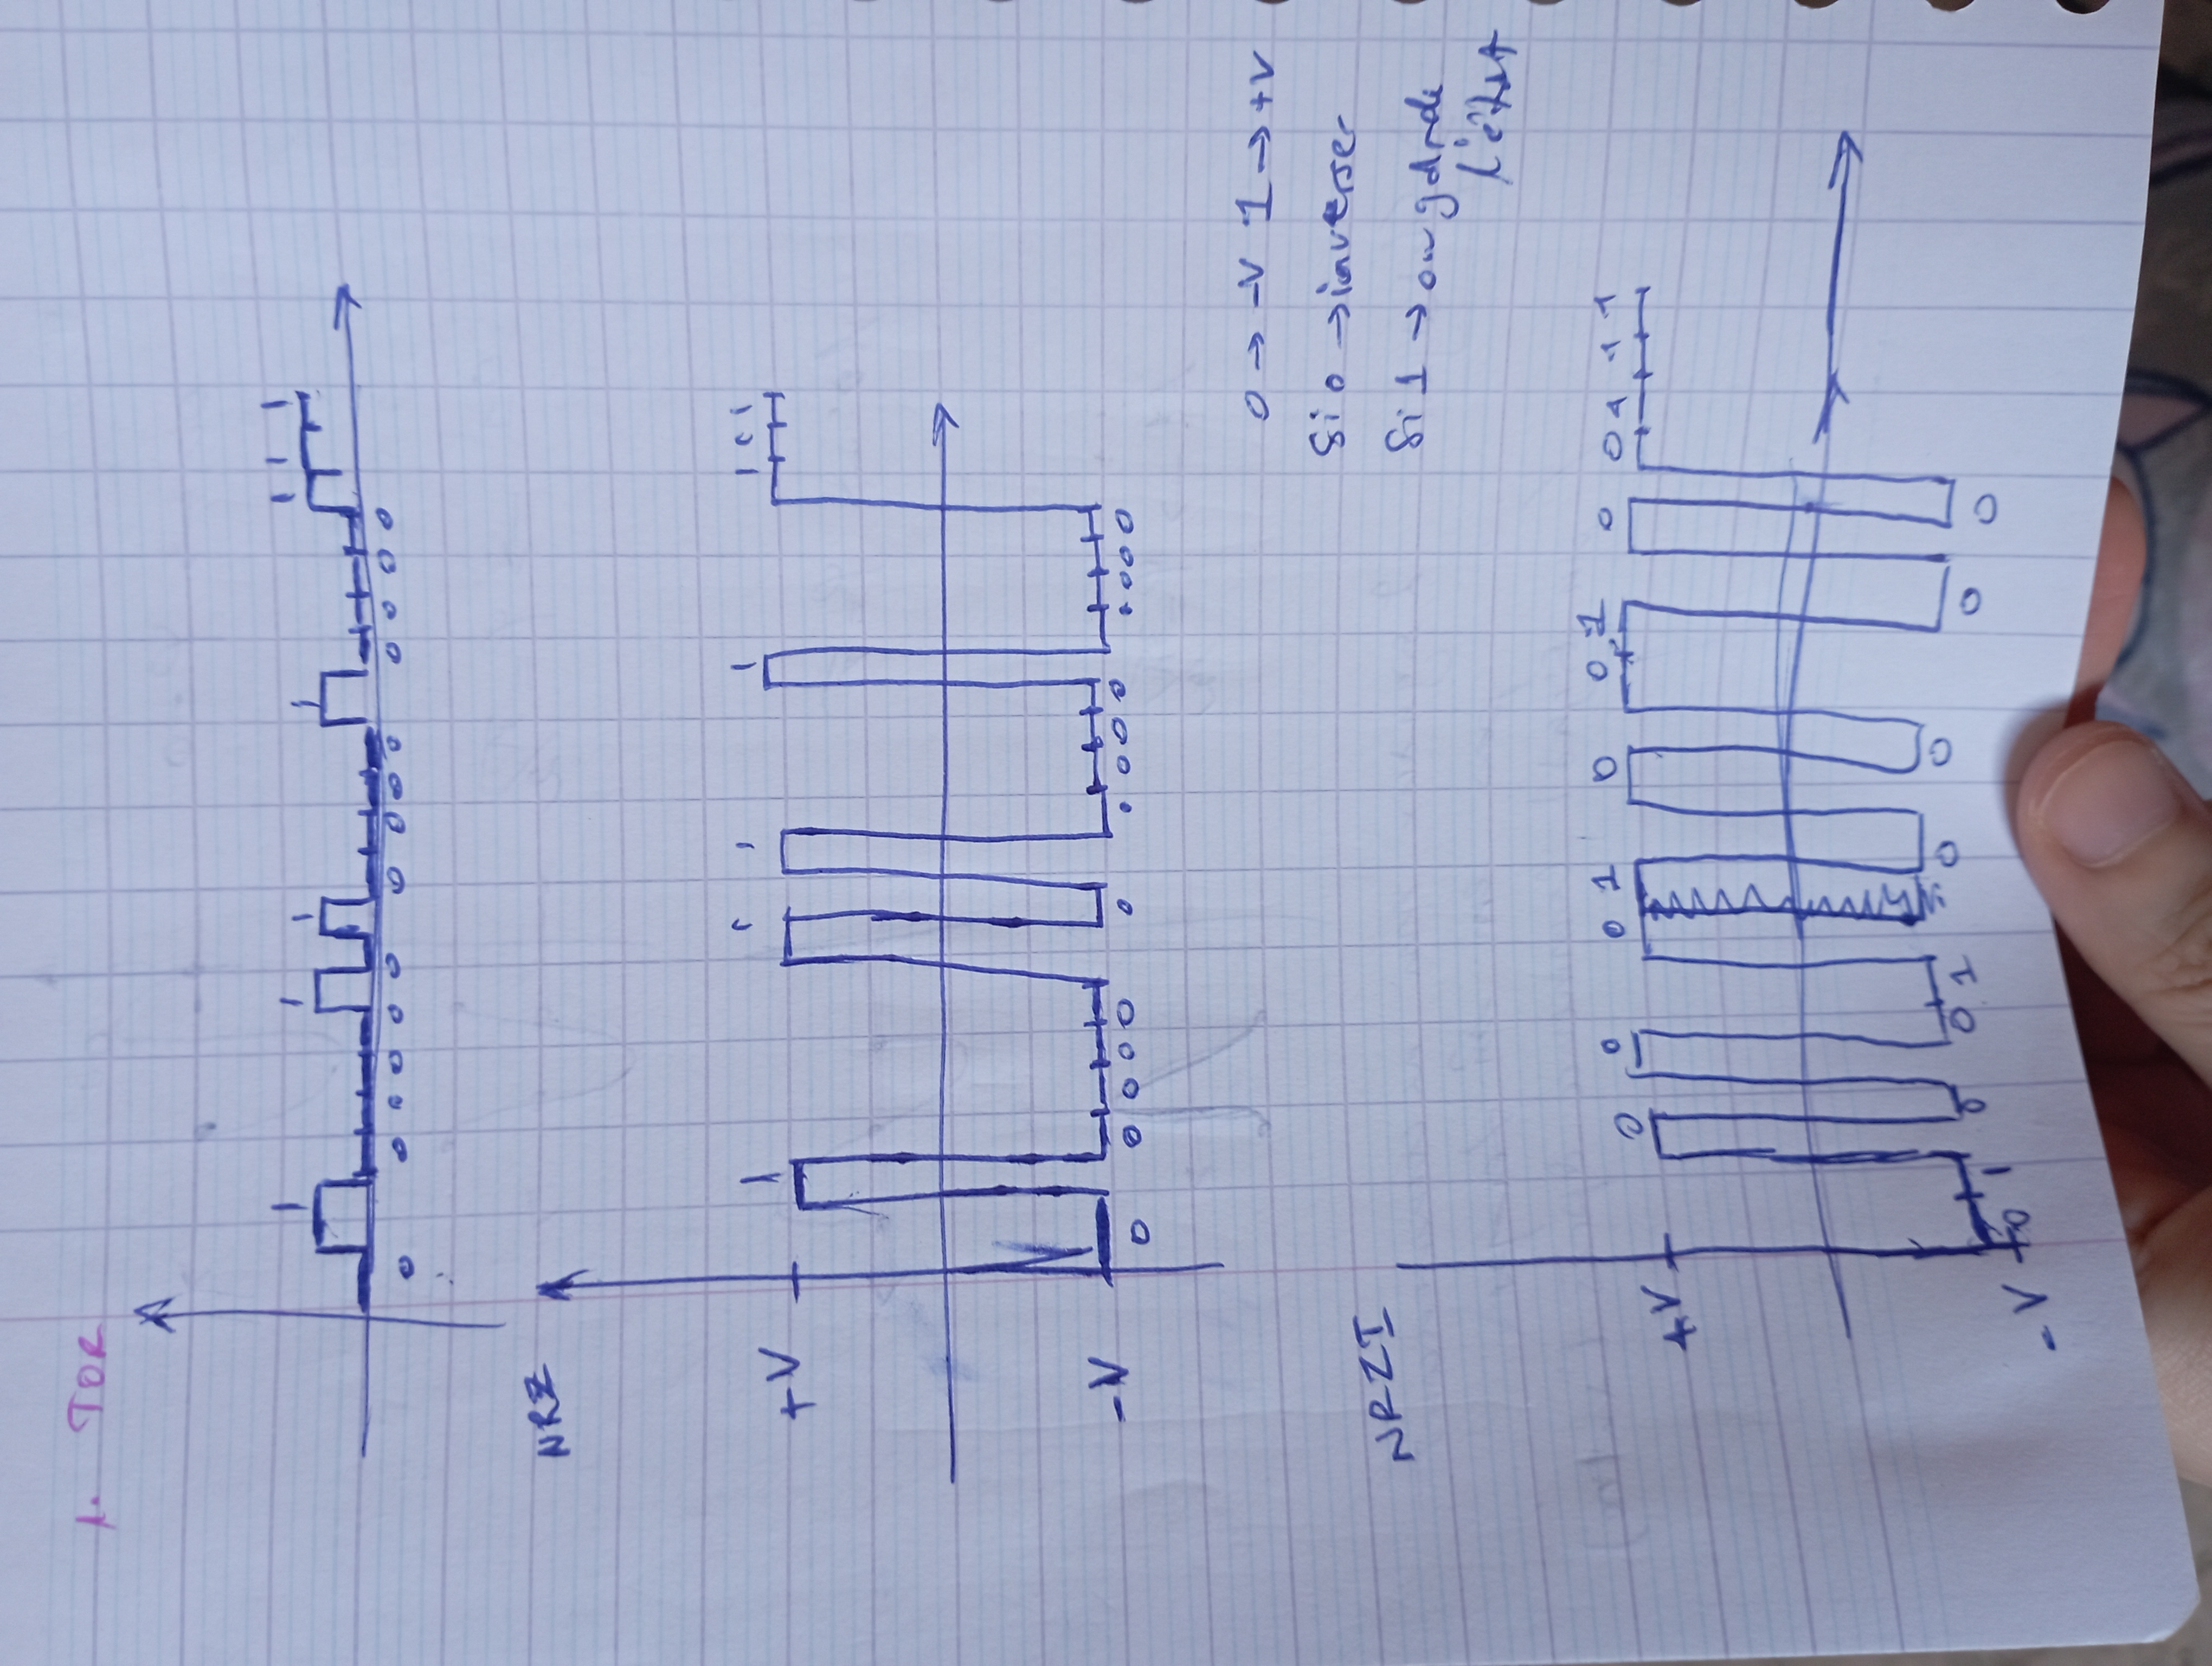 1. TOR
1 1 1 1 1 1 1
0 0 0 0 0 0 0 0 0 0 0 0 0 0
NRZ
1 1 1 1 1 1 1
+V
-V
0 0 0 0 0 0 0 0 0 0 0 0 0 0
0 → -V 1 → +V
Si 0 → inverser
NRZI
Si 1 → on garde
l'état
0 0 0 1 0 0 1 0 0 1 1 1
+V
0 1 0 0 1 0 0 0 0
-V